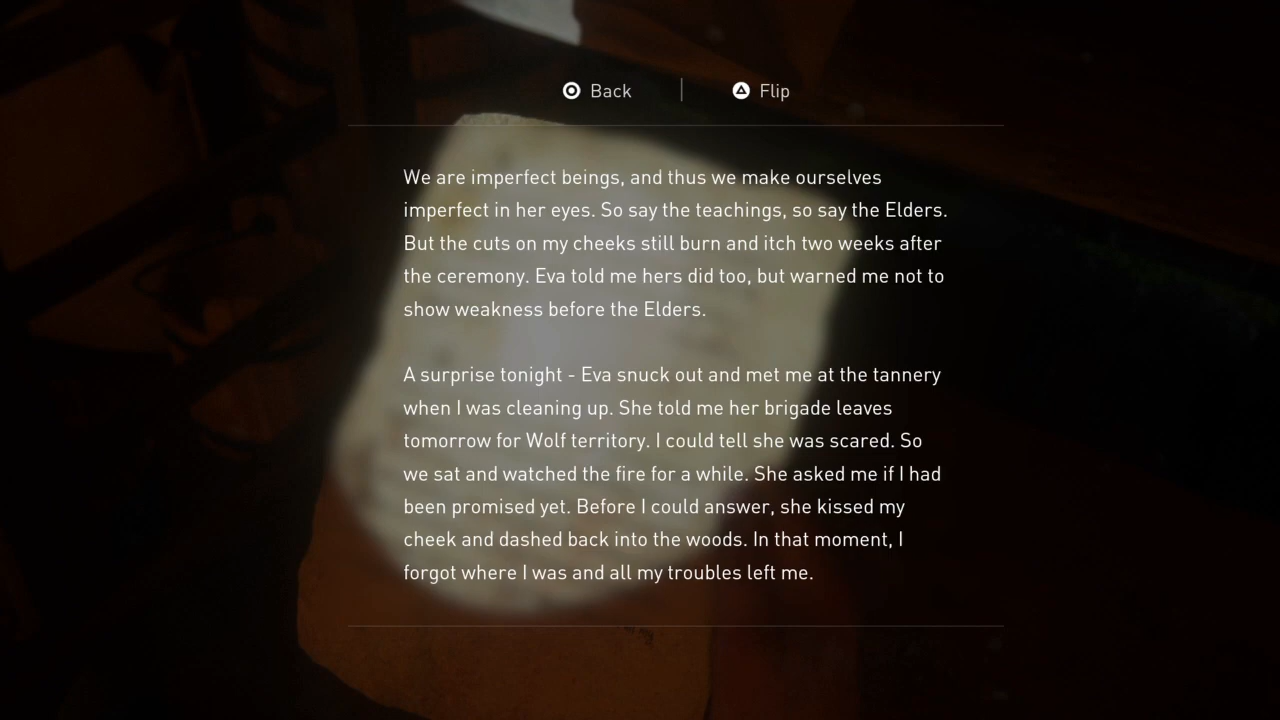 Back | Flip
We are imperfect beings, and thus we make ourselves
imperfect in her eyes. So say the teachings, so say the Elders.
But the cuts on my cheeks still burn and itch two weeks after
the ceremony. Eva told me hers did too, but warned me not to
show weakness before the Elders.
A surprise tonight - Eva snuck out and met me at the tannery
when I was cleaning up. She told me her brigade leaves
tomorrow for Wolf territory. I could tell she was scared. So
we sat and watched the fire for a while. She asked me if I had
been promised yet. Before I could answer, she kissed my
cheek and dashed back into the woods. In that moment, I
forgot where I was and all my troubles left me.